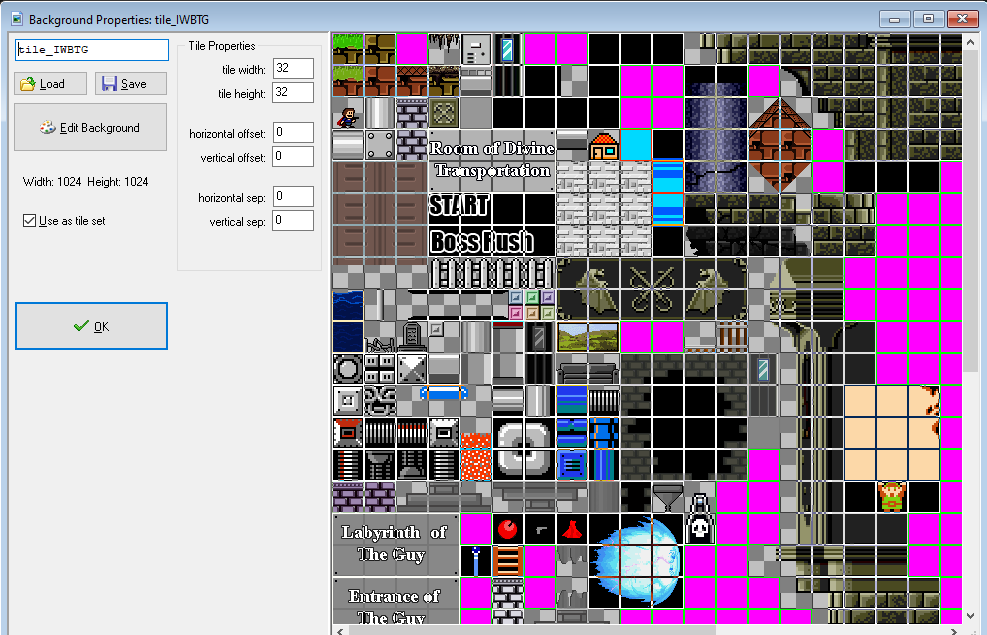 Background Properties: tile_IWBTG
tile_IWBTG
Load
Save
Edit Background
Width: 1024 Height: 1024
Use as tile set
OK
Tile Properties
tile width: 32
tile height: 32
horizontal offset: 0
vertical offset: 0
horizontal sep: 0
vertical sep: 0
Room of Divine
Transportation
START
Boss Rush
Labyrinth of
The Guy
Entrance of
The Guy